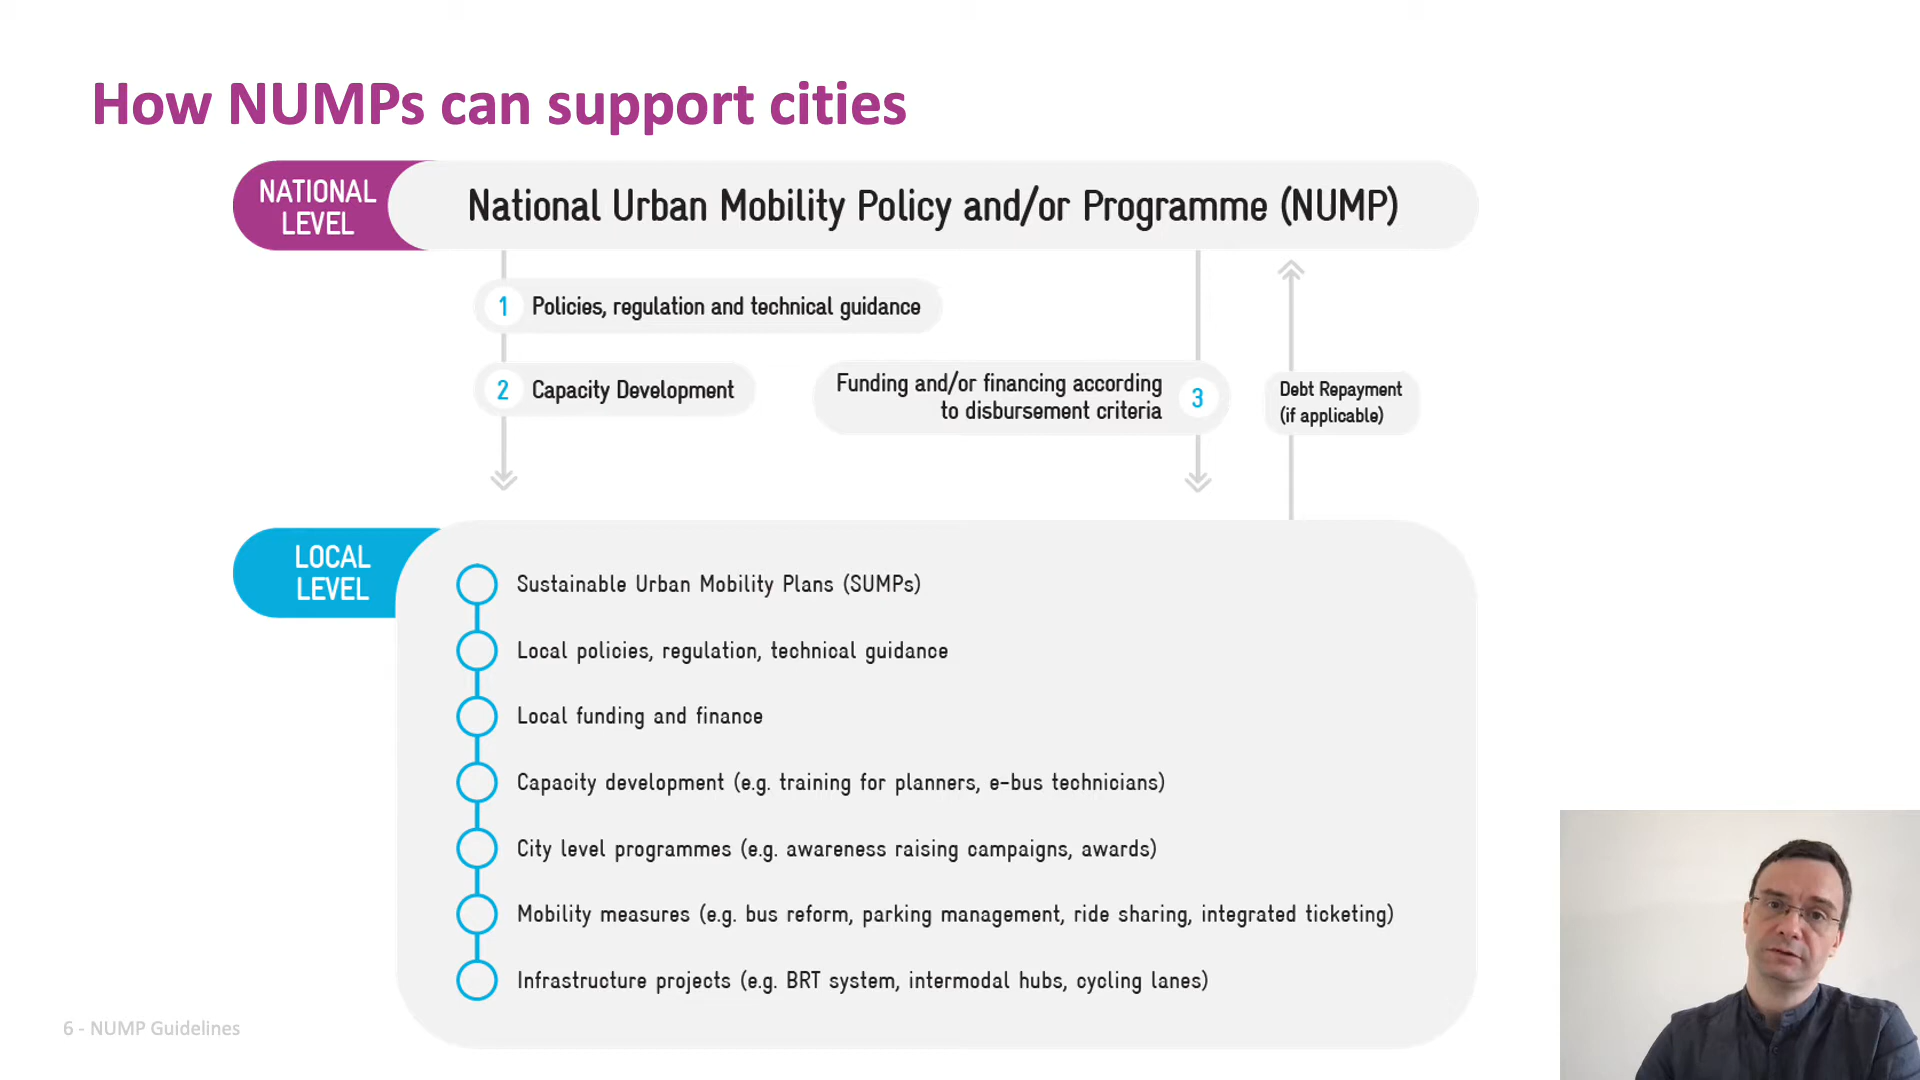 How NUMPs can support cities
NATIONAL
LEVEL
National Urban Mobility Policy and/or Programme (NUMP)
1 Policies, regulation and technical guidance
2 Capacity Development
Funding and/or financing according
to disbursement criteria
3
Debt Repayment
(if applicable)
LOCAL
LEVEL
Sustainable Urban Mobility Plans (SUMPs)
Local policies, regulation, technical guidance
Local funding and finance
Capacity development (e.g. training for planners, e-bus technicians)
City level programmes (e.g. awareness raising campaigns, awards)
Mobility measures (e.g. bus reform, parking management, ride sharing, integrated ticketing)
Infrastructure projects (e.g. BRT system, intermodal hubs, cycling lanes)
6 - NUMP Guidelines